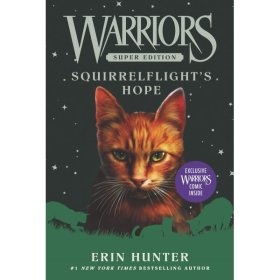 WARRIORS
SUPER EDITION
SQUIRRELFLIGHT'S
HOPE
EXCLUSIVE
WARRIORS
COMIC
INSIDE
ERIN HUNTER
#1 NEW YORK TIMES BESTSELLING AUTHOR